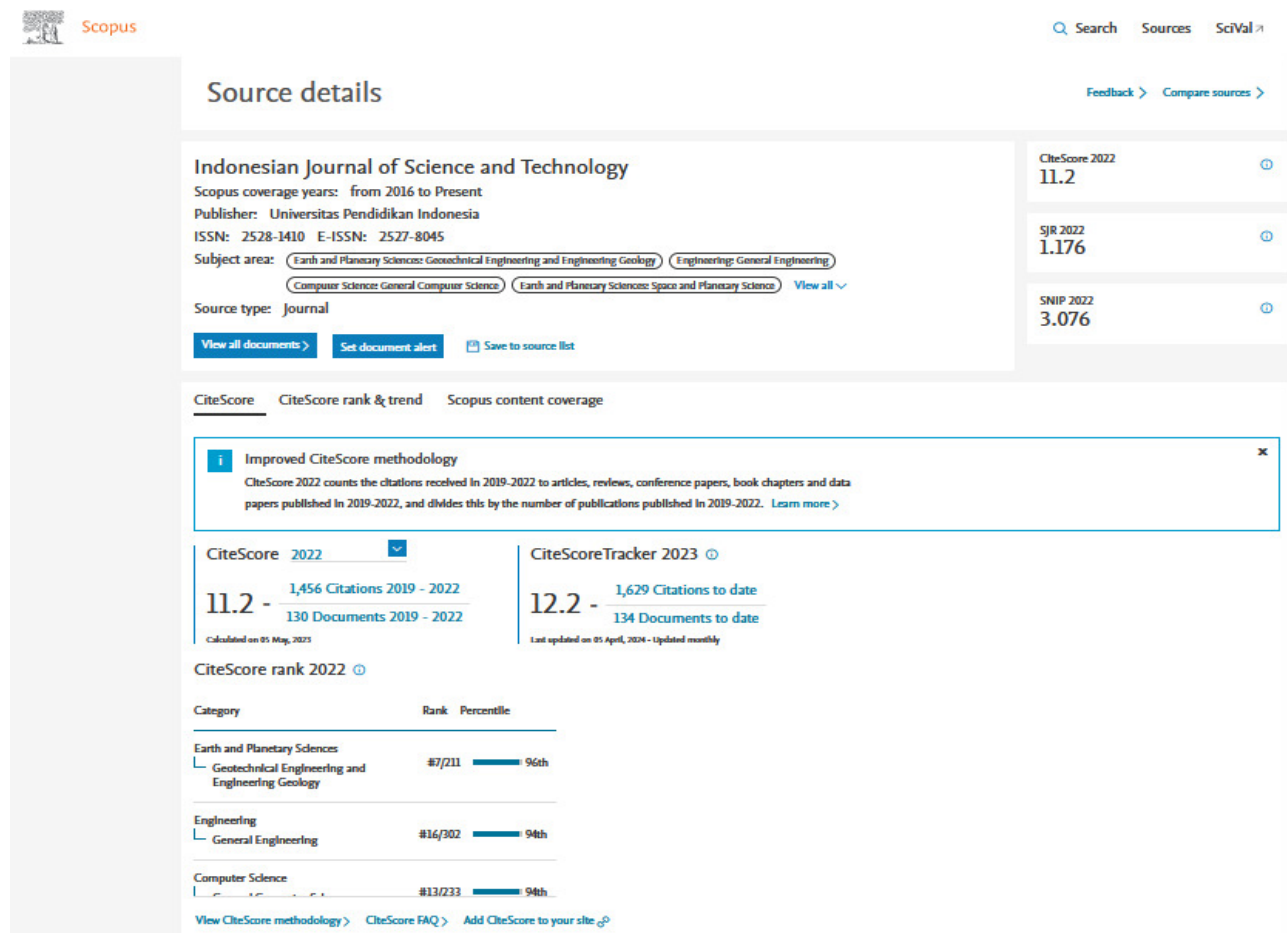 Scopus
Search Sources SciVal
Source details
Feedback Compare sources
Indonesian Journal of Science and Technology
Scopus coverage years: from 2016 to Present
Publisher: Universitas Pendidikan Indonesia
ISSN: 2528-1410 E-ISSN: 2527-8045
Subject area: Earth and Planetary Sciences: Geotechnical Engineering and Engineering Geology Engineering: General Engineering
Computer Science: General Computer Science Earth and Planetary Sciences: Space and Planetary Science View all
Source type: Journal
View all documents > Set document alert Save to source list
CiteScore 2022
11.2
SJR 2022
1.176
SNIP 2022
3.076
CiteScore CiteScore rank & trend Scopus content coverage
i Improved CiteScore methodology
CiteScore 2022 counts the citations received in 2019-2022 to articles, reviews, conference papers, book chapters and data
papers published in 2019-2022, and divides this by the number of publications published in 2019-2022. Learn more >
CiteScore 2022
11.2 - 1,456 Citations 2019 - 2022
130 Documents 2019 - 2022
Calculated on 05 May, 2023
CiteScoreTracker 2023
12.2 - 1,629 Citations to date
134 Documents to date
Last updated on 05 April, 2024 • Updated monthly
CiteScore rank 2022
Category Rank Percentile
Earth and Planetary Sciences
Geotechnical Engineering and
Engineering Geology
#7/211 96th
Engineering
General Engineering
#16/302 94th
Computer Science
#13/233 94th
View CiteScore methodology > CiteScore FAQ > Add CiteScore to your site